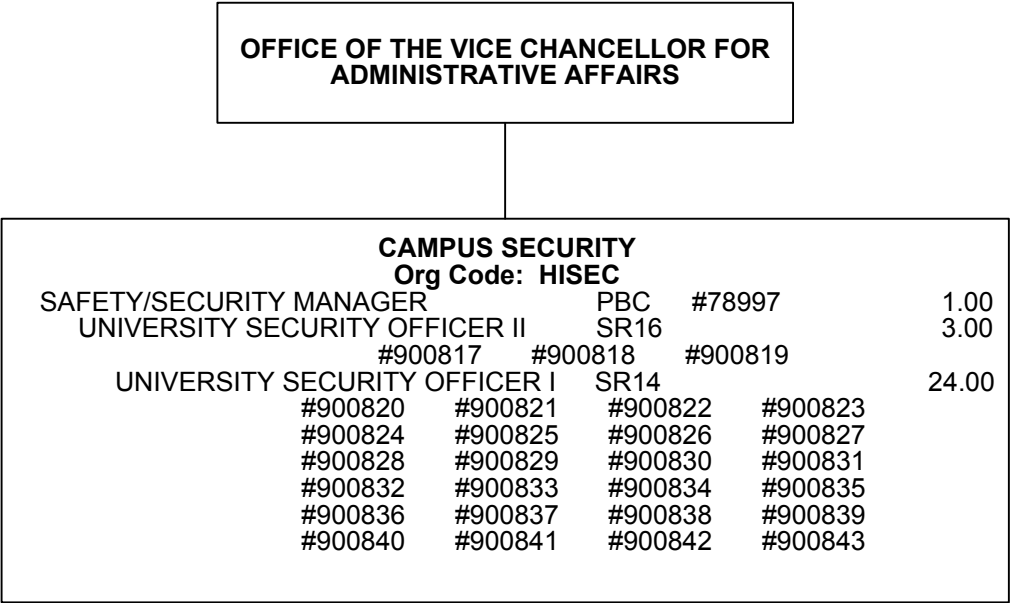 OFFICE OF THE VICE CHANCELLOR FOR
ADMINISTRATIVE AFFAIRS
CAMPUS SECURITY
Org Code: HISEC
SAFETY/SECURITY MANAGER PBC #78997 1.00
UNIVERSITY SECURITY OFFICER II SR16 3.00
#900817 #900818 #900819
UNIVERSITY SECURITY OFFICER I SR14 24.00
#900820 #900821 #900822 #900823
#900824 #900825 #900826 #900827
#900828 #900829 #900830 #900831
#900832 #900833 #900834 #900835
#900836 #900837 #900838 #900839
#900840 #900841 #900842 #900843